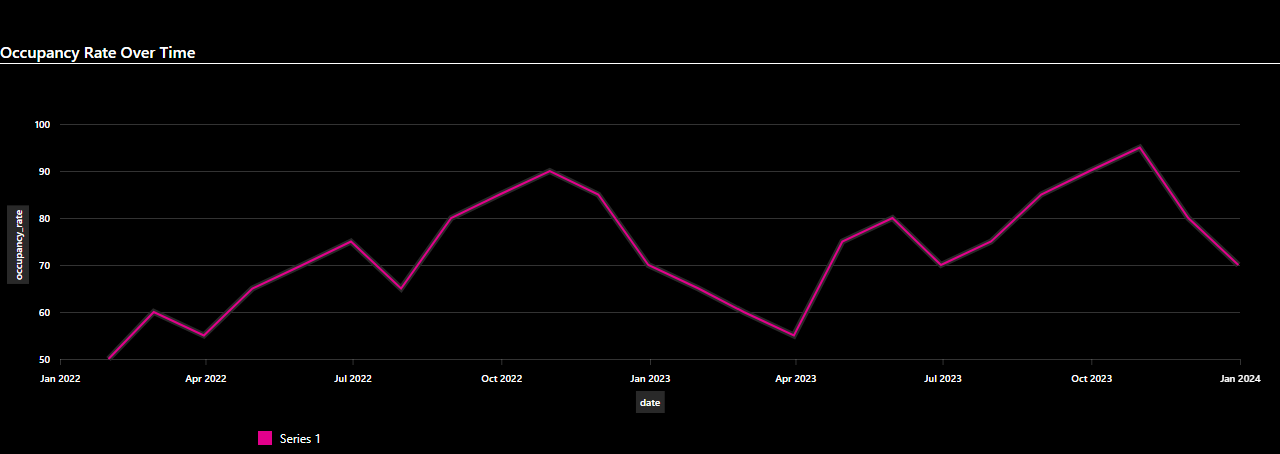 Occupancy Rate Over Time
100
90
80
70
60
50
occupancy_rate
Jan 2022 Apr 2022 Jul 2022 Oct 2022 Jan 2023 Apr 2023 Jul 2023 Oct 2023 Jan 2024
date
Series 1